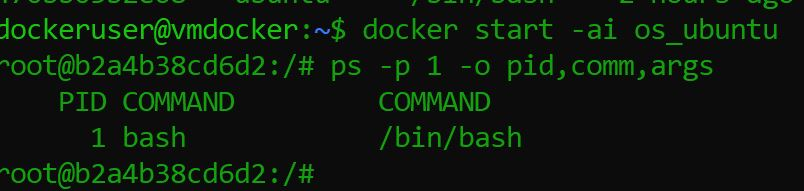 dockeruser@vmdocker:~$ docker start -ai os_ubuntu
root@b2a4b38cd6d2:/# ps -p 1 -o pid,comm,args
    PID COMMAND         COMMAND
      1 bash            /bin/bash
root@b2a4b38cd6d2:/#